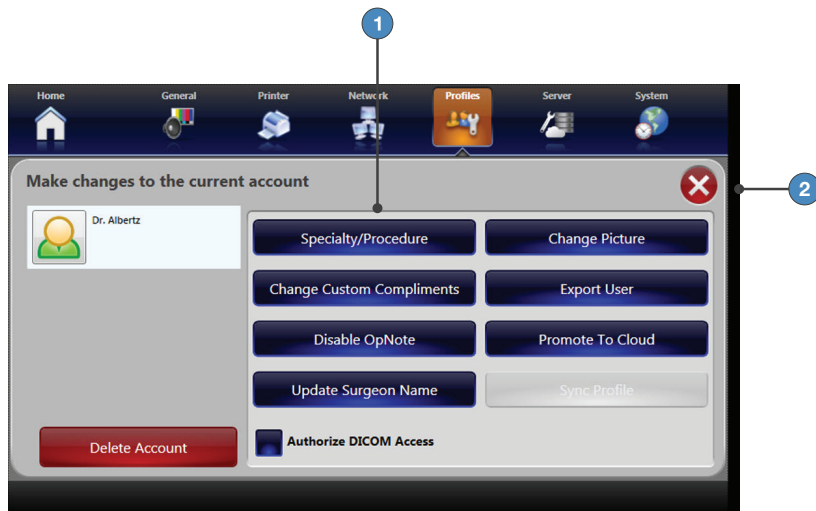 1
Home General Printer Network Profiles Server System
Make changes to the current account
2
Dr. Albertz
Specialty/Procedure Change Picture
Change Custom Compliments Export User
Disable OpNote Promote To Cloud
Update Surgeon Name Sync Profile
Authorize DICOM Access
Delete Account